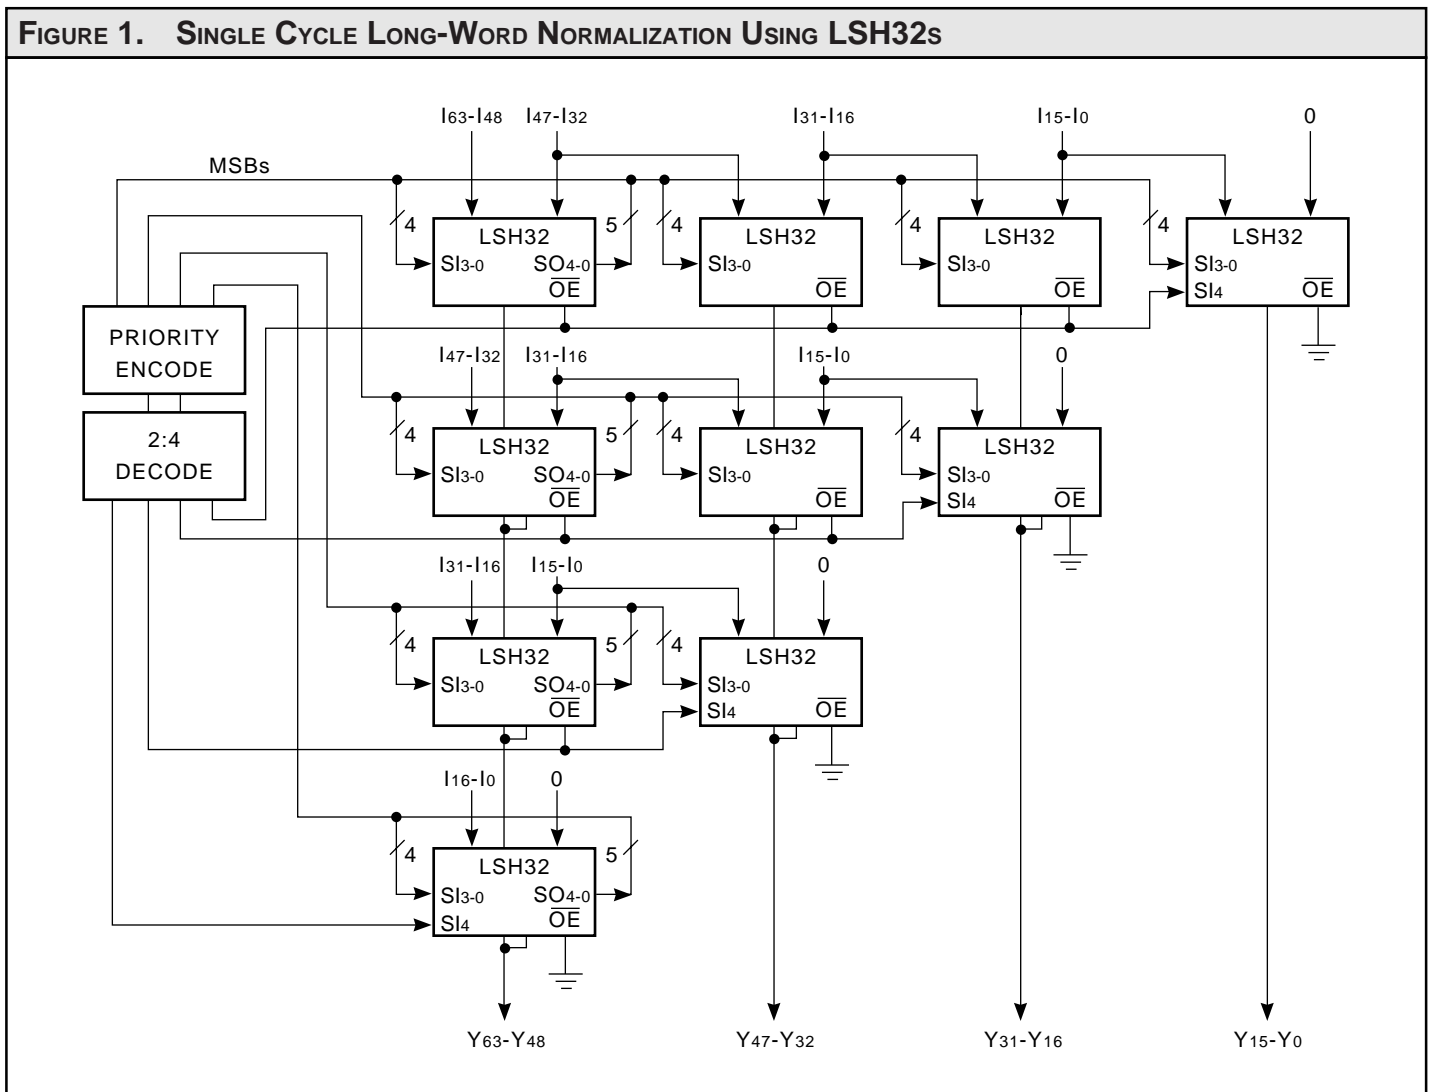 FIGURE 1. SINGLE CYCLE LONG-WORD NORMALIZATION USING LSH32S
I63-I48 I47-I32 I31-I16 I15-I0 0
MSBs
4 5 4 4 4
LSH32 LSH32 LSH32 LSH32
SI3-0 SO4-0 SI3-0 SI3-0 SI3-0
OE OE OE SI4 OE
PRIORITY
ENCODE
I47-I32 I31-I16 I15-I0 0
4 5 4 4
2:4
DECODE
LSH32 LSH32 LSH32
SI3-0 SO4-0 SI3-0 SI3-0
OE OE SI4 OE
I31-I16 I15-I0 0
4 5 4
LSH32 LSH32
SI3-0 SO4-0 SI3-0
OE SI4 OE
I16-I0 0
4 5
LSH32
SI3-0 SO4-0
SI4 OE
Y63-Y48 Y47-Y32 Y31-Y16 Y15-Y0